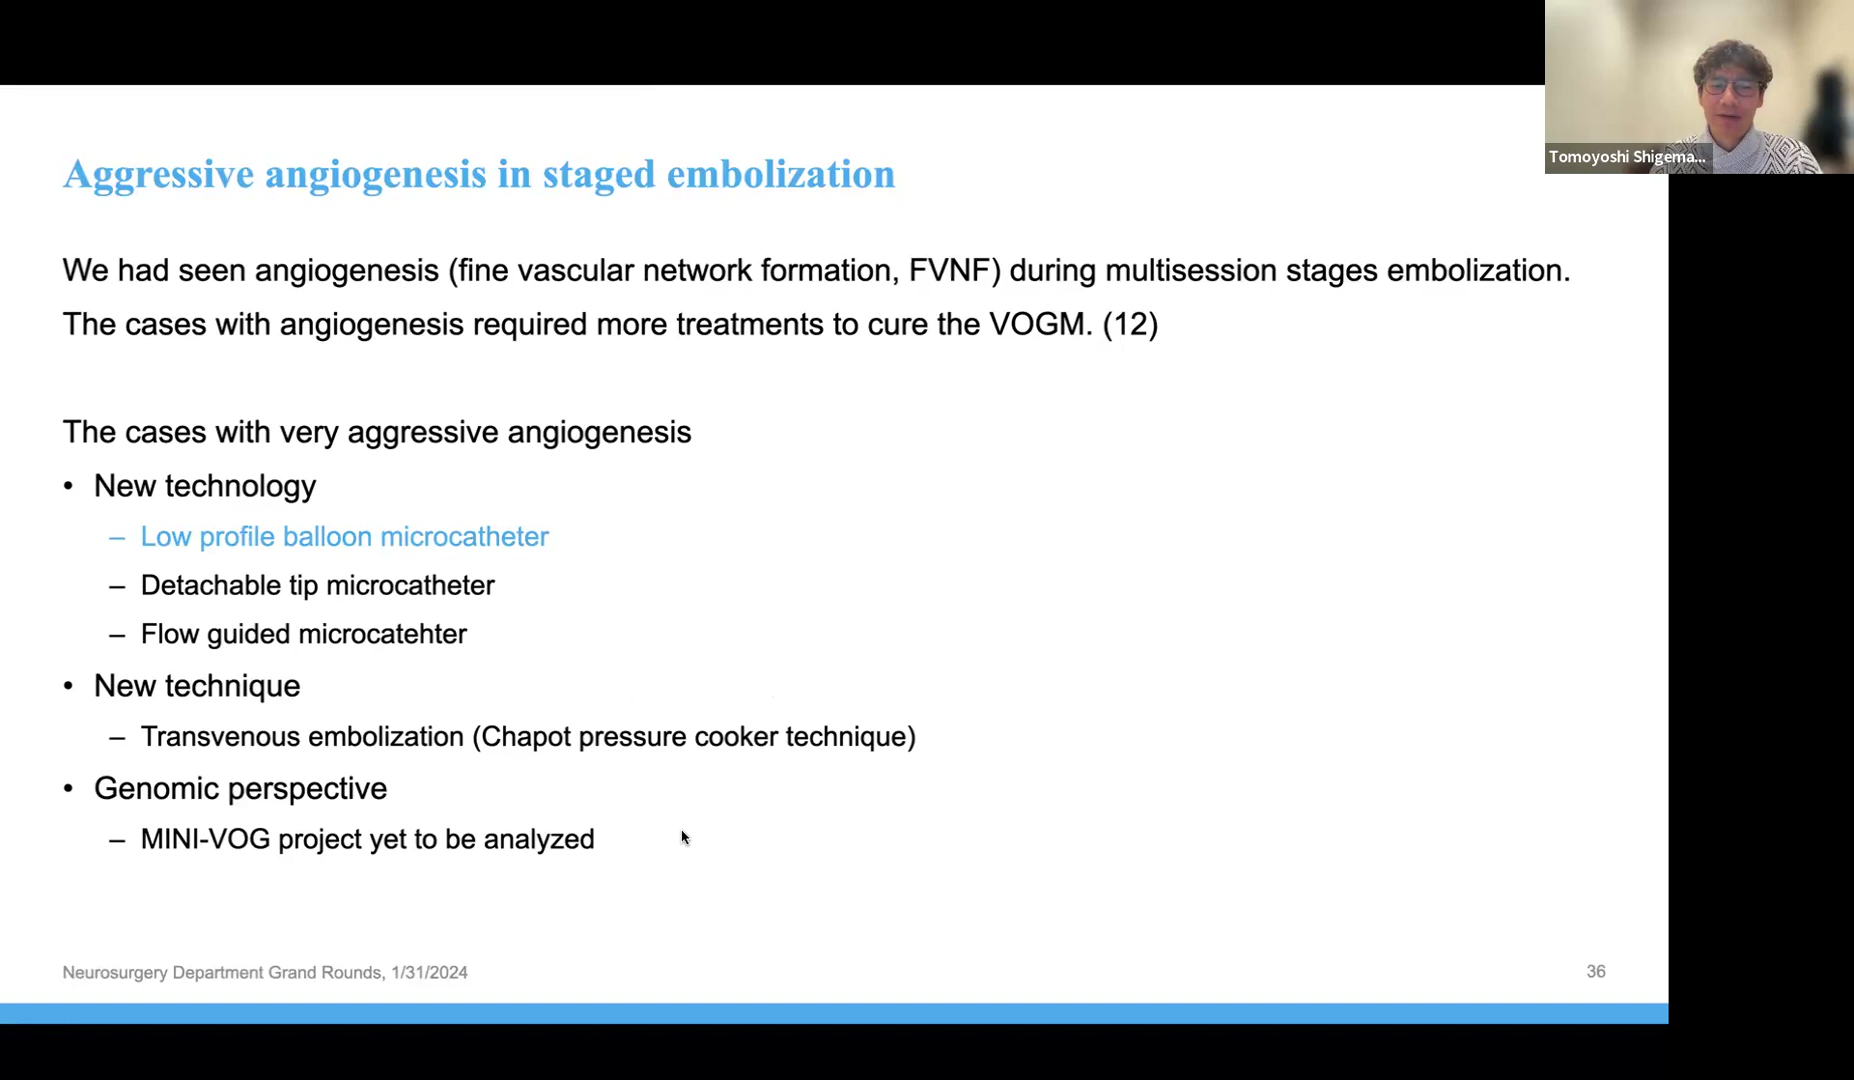 Tomoyoshi Shigema...
Aggressive angiogenesis in staged embolization
We had seen angiogenesis (fine vascular network formation, FVNF) during multisession stages embolization.
The cases with angiogenesis required more treatments to cure the VOGM. (12)
The cases with very aggressive angiogenesis
• New technology
– Low profile balloon microcatheter
– Detachable tip microcatheter
– Flow guided microcatehter
• New technique
– Transvenous embolization (Chapot pressure cooker technique)
• Genomic perspective
– MINI-VOG project yet to be analyzed
Neurosurgery Department Grand Rounds, 1/31/2024
36